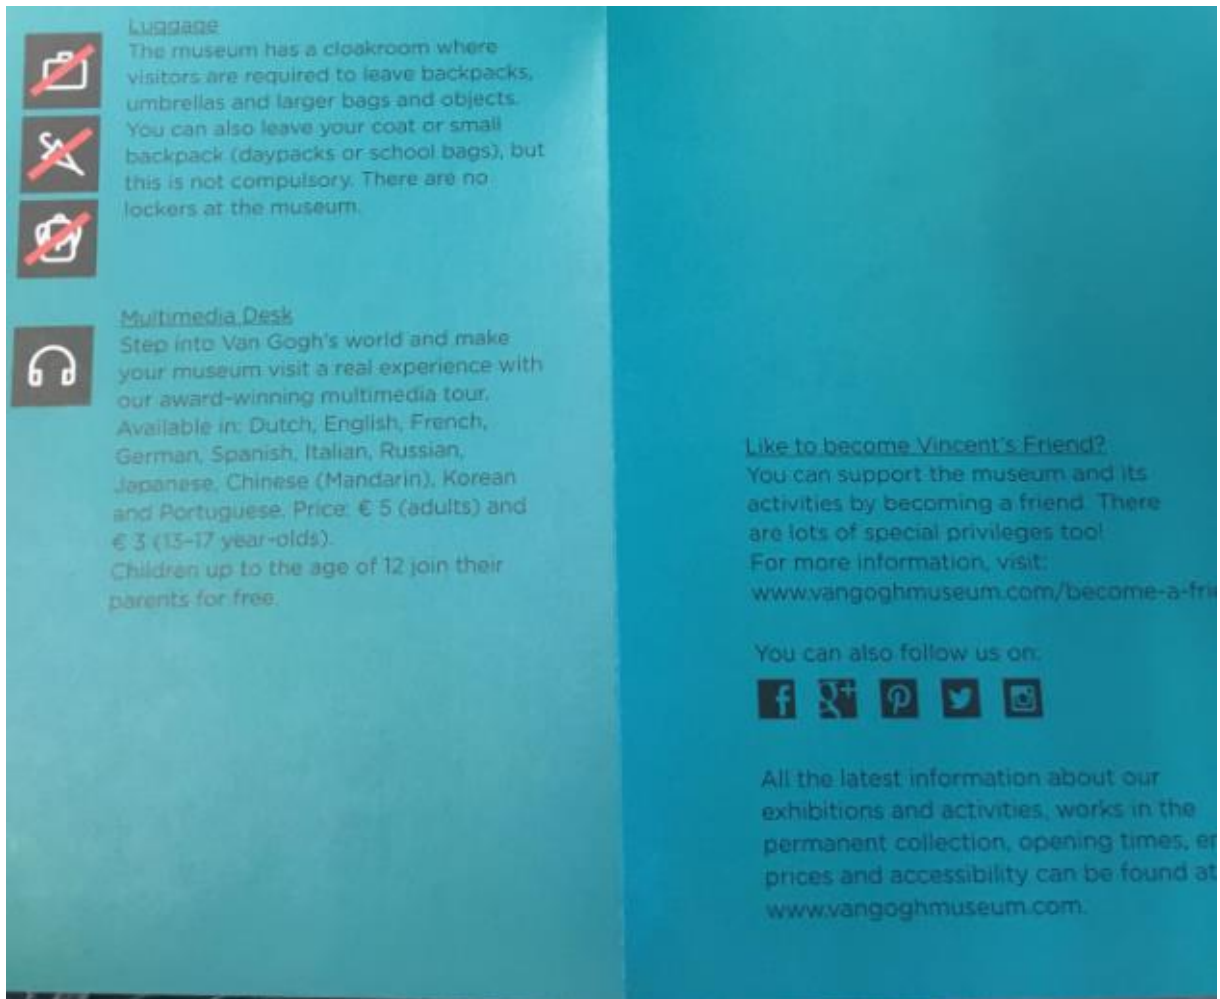 Luggage
The museum has a cloakroom where
visitors are required to leave backpacks,
umbrellas and larger bags and objects.
You can also leave your coat or small
backpack (daypacks or school bags), but
this is not compulsory. There are no
lockers at the museum.
Multimedia Desk
Step into Van Gogh's world and make
your museum visit a real experience with
our award-winning multimedia tour.
Available in: Dutch, English, French,
German, Spanish, Italian, Russian,
Japanese, Chinese (Mandarin), Korean
and Portuguese. Price: € 5 (adults) and
€ 3 (13-17 year-olds).
Children up to the age of 12 join their
parents for free.
Like to become Vincent's Friend?
You can support the museum and its
activities by becoming a friend. There
are lots of special privileges too!
For more information, visit:
www.vangoghmuseum.com/become-a-frie
You can also follow us on:
All the latest information about our
exhibitions and activities, works in the
permanent collection, opening times,
prices and accessibility can be found at
www.vangoghmuseum.com.